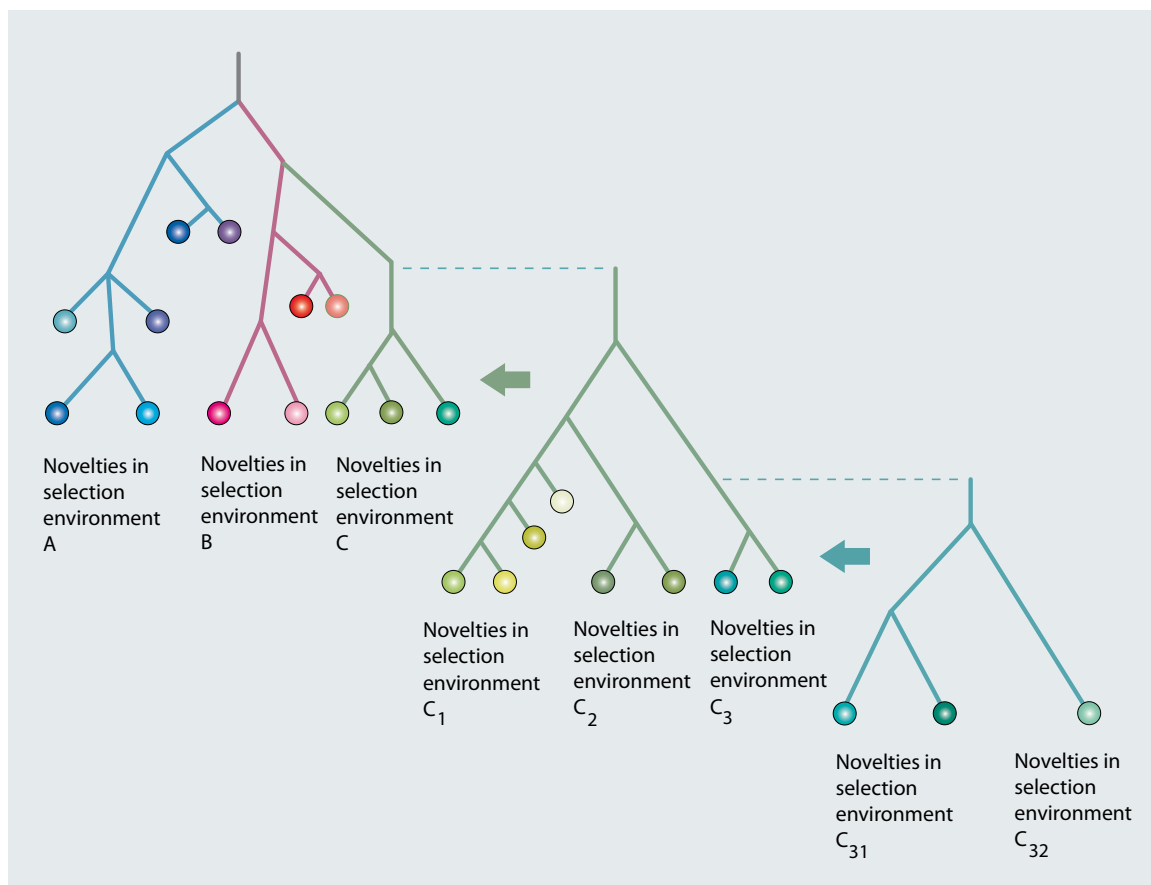 Novelties in
selection
environment
A
Novelties in
selection
environment
B
Novelties in
selection
environment
C
Novelties in
selection
environment
C1
Novelties in
selection
environment
C2
Novelties in
selection
environment
C3
Novelties in
selection
environment
C31
Novelties in
selection
environment
C32